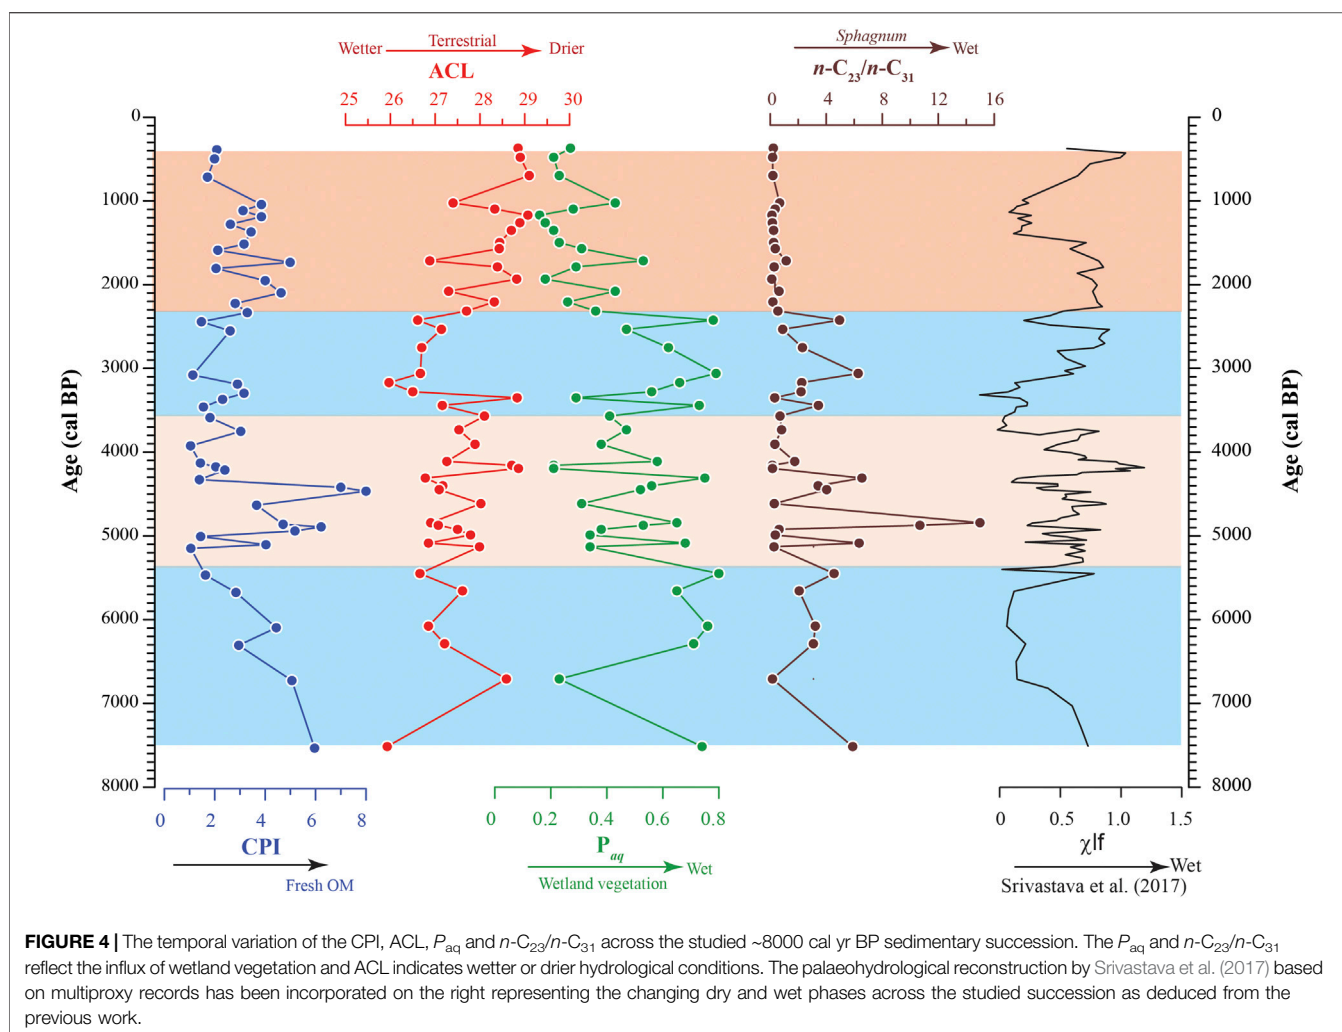 Wetter Terrestrial Drier
ACL
25 26 27 28 29 30
Sphagnum Wet
n-C23/n-C31
0 4 8 12 16
Age (cal BP)
0
1000
2000
3000
4000
5000
6000
7000
8000
0
1000
2000
3000
4000
5000
6000
7000
8000
Age (cal BP)
0 2 4 6 8
CPI
Fresh OM
0 0.2 0.4 0.6 0.8
Paq
Wet
Wetland vegetation
0 0.5 1.0 1.5
χlf
Wet
Srivastava et al. (2017)
FIGURE 4 | The temporal variation of the CPI, ACL, Paq and n-C23/n-C31 across the studied ~8000 cal yr BP sedimentary succession. The Paq and n-C23/n-C31
reflect the influx of wetland vegetation and ACL indicates wetter or drier hydrological conditions. The palaeohydrological reconstruction by Srivastava et al. (2017) based
on multiproxy records has been incorporated on the right representing the changing dry and wet phases across the studied succession as deduced from the
previous work.